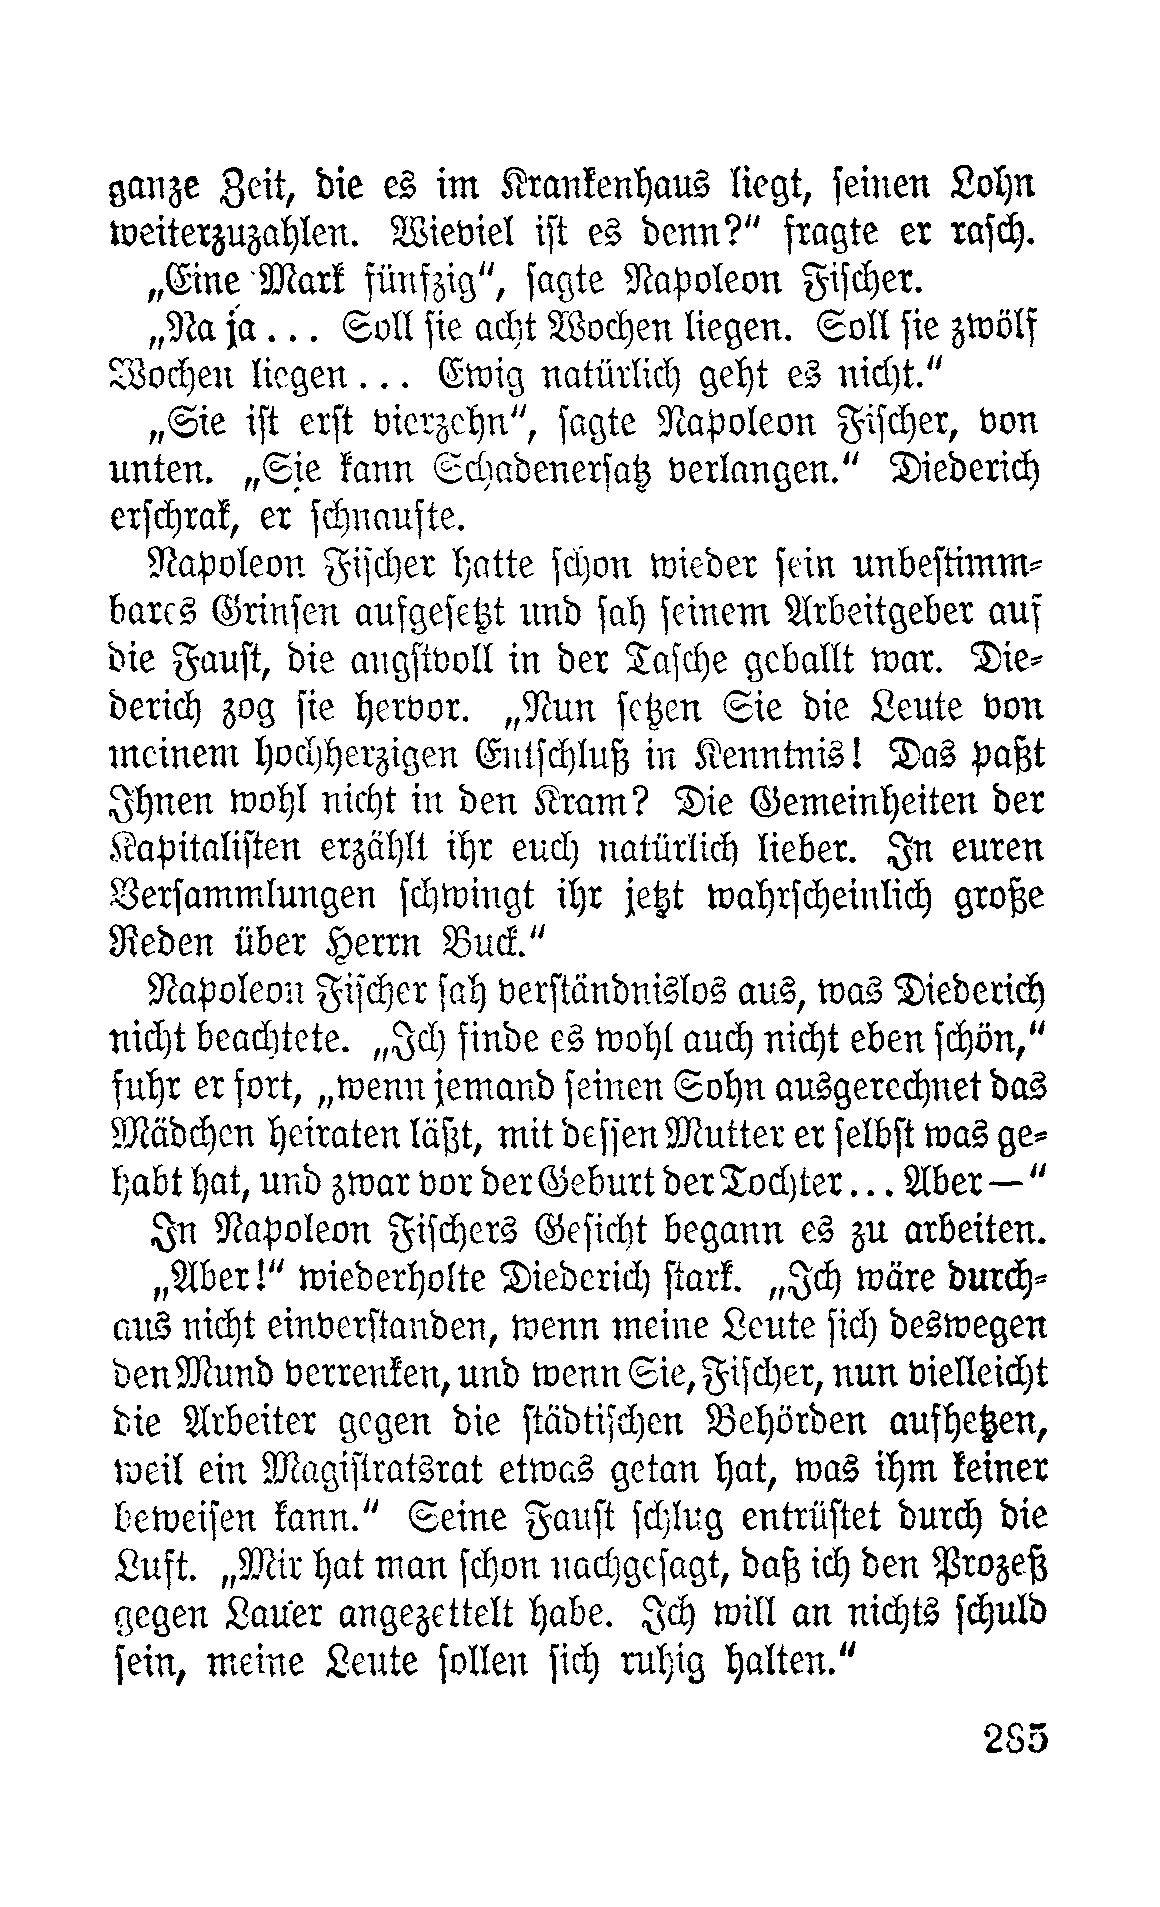 ganze Zeit, die es im Krankenhaus liegt, seinen Lohn
weiterzuzahlen. Wieviel ist es denn?“ fragte er rasch.
„Eine Mark fünfzig“, sagte Napoleon Fischer.
„Na ja... Soll sie acht Wochen liegen. Soll sie zwölf
Wochen liegen... Ewig natürlich geht es nicht.“
„Sie ist erst vierzehn“, sagte Napoleon Fischer, von
unten. „Sie kann Schadenersatz verlangen.“ Diederich
erschrak, er schnaufte.
Napoleon Fischer hatte schon wieder sein unbestimm-
bares Grinsen aufgesetzt und sah seinem Arbeitgeber auf
die Faust, die angstvoll in der Tasche geballt war. Die-
derich zog sie hervor. „Nun setzen Sie die Leute von
meinem hochherzigen Entschluß in Kenntnis! Das paßt
Ihnen wohl nicht in den Kram? Die Gemeinheiten der
Kapitalisten erzählt ihr euch natürlich lieber. In euren
Versammlungen schwingt ihr jetzt wahrscheinlich große
Reden über Herrn Buck.“
Napoleon Fischer sah verständnislos aus, was Diederich
nicht beachtete. „Ich finde es wohl auch nicht eben schön,“
fuhr er fort, „wenn jemand seinen Sohn ausgerechnet das
Mädchen heiraten läßt, mit dessen Mutter er selbst was ge-
habt hat, und zwar vor der Geburt der Tochter... Aber —“
In Napoleon Fischers Gesicht begann es zu arbeiten.
„Aber!“ wiederholte Diederich stark. „Ich wäre durch-
aus nicht einverstanden, wenn meine Leute sich deswegen
den Mund verrenken, und wenn Sie, Fischer, nun vielleicht
die Arbeiter gegen die städtischen Behörden aufhetzen,
weil ein Magistratsrat etwas getan hat, was ihm keiner
beweisen kann.“ Seine Faust schlug entrüstet durch die
Luft. „Mir hat man schon nachgesagt, daß ich den Prozeß
gegen Lauer angezettelt habe. Ich will an nichts schuld
sein, meine Leute sollen sich ruhig halten.“
285